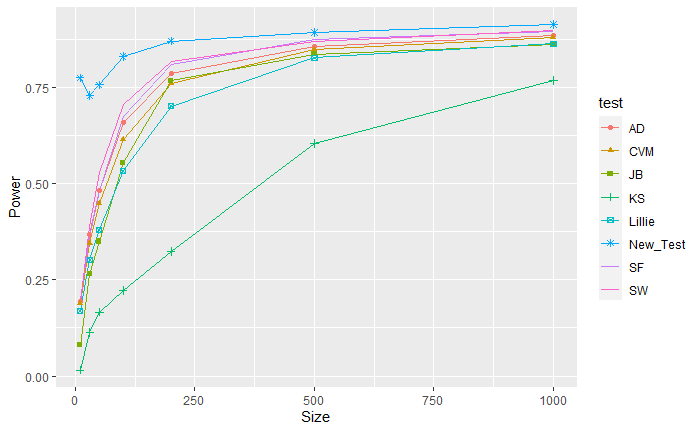 0.75
0.50
0.25
0.00
Power
0
250
500
750
1000
Size
test
AD
CVM
JB
KS
Lillie
New_Test
SF
SW